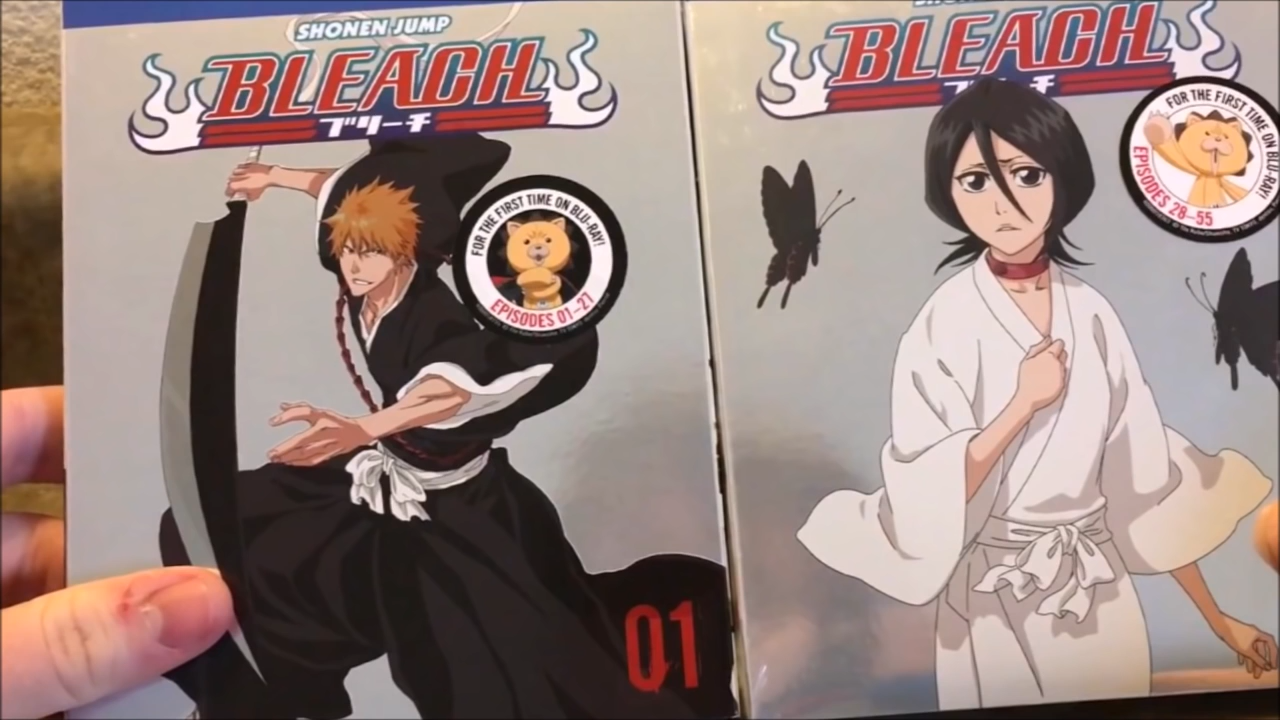 SHONEN JUMP
BLEACH
ブリーチ
FOR THE FIRST TIME ON BLU-RAY!
EPISODES 01–27
01
BLEACH
ブリーチ
FOR THE FIRST TIME ON BLU-RAY!
EPISODES 28–55